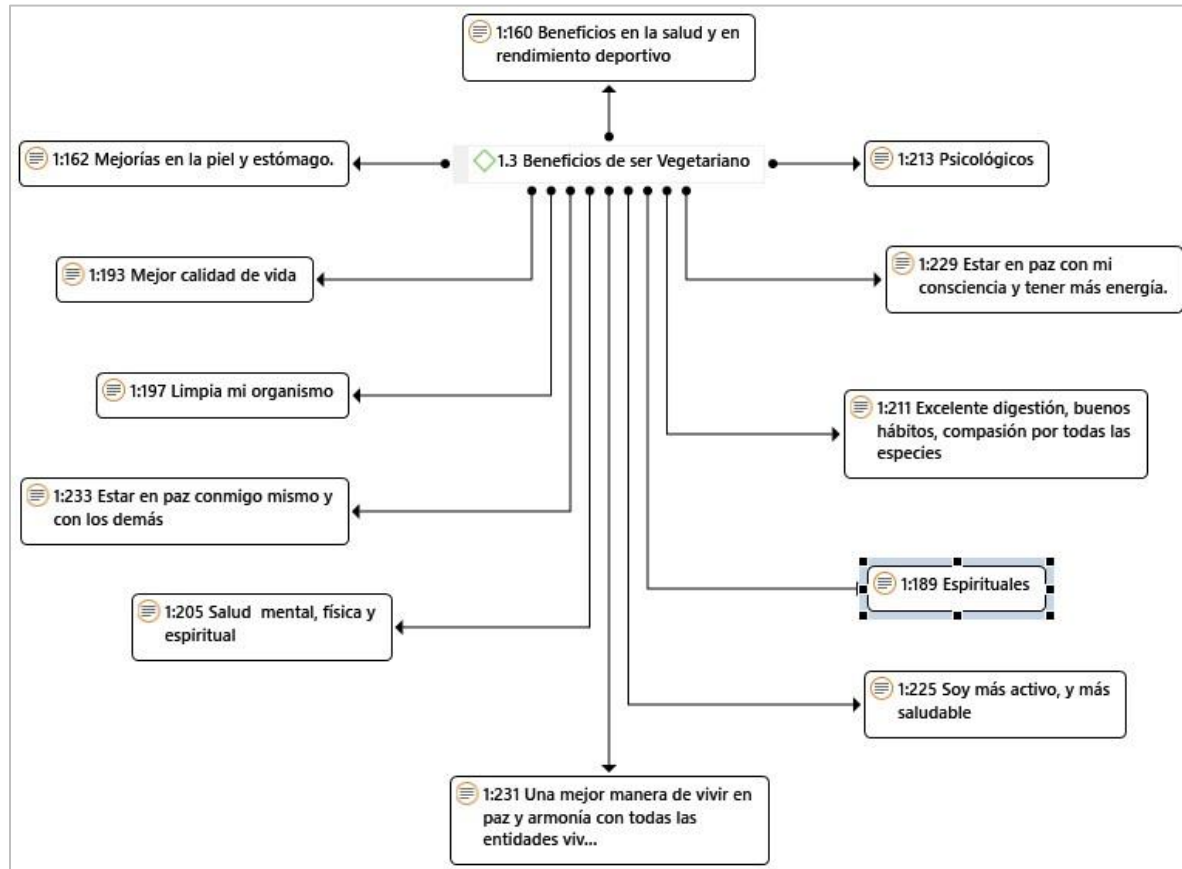 1:160 Beneficios en la salud y en
rendimiento deportivo
1:162 Mejorías en la piel y estómago.
1.3 Beneficios de ser Vegetariano
1:213 Psicológicos
1:193 Mejor calidad de vida
1:229 Estar en paz con mi
consciencia y tener más energía.
1:197 Limpia mi organismo
1:211 Excelente digestión, buenos
hábitos, compasión por todas las
especies
1:233 Estar en paz conmigo mismo y
con los demás
1:189 Espirituales
1:205 Salud  mental, física y
espiritual
1:225 Soy más activo, y más
saludable
1:231 Una mejor manera de vivir en
paz y armonía con todas las
entidades viv...